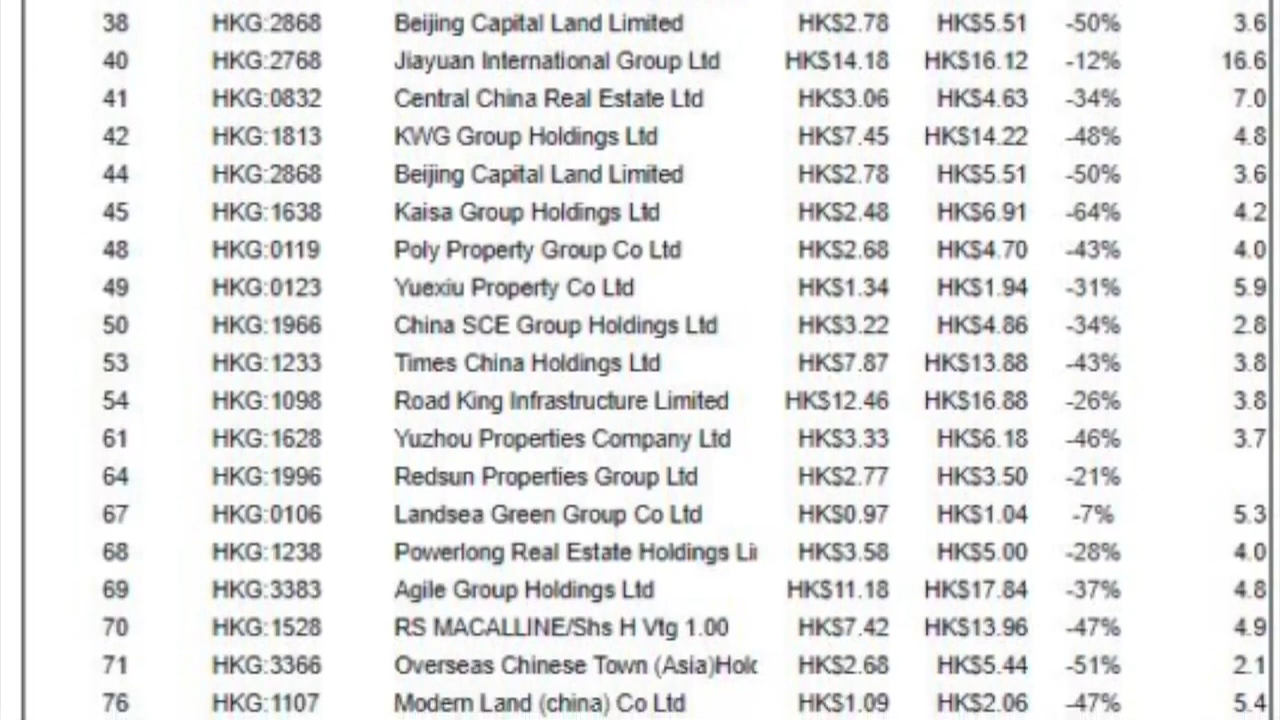 38 HKG:2868 Beijing Capital Land Limited HK$2.78 HK$5.51 -50% 3.6
40 HKG:2768 Jiayuan International Group Ltd HK$14.18 HK$16.12 -12% 16.6
41 HKG:0832 Central China Real Estate Ltd HK$3.06 HK$4.63 -34% 7.0
42 HKG:1813 KWG Group Holdings Ltd HK$7.45 HK$14.22 -48% 4.8
44 HKG:2868 Beijing Capital Land Limited HK$2.78 HK$5.51 -50% 3.6
45 HKG:1638 Kaisa Group Holdings Ltd HK$2.48 HK$6.91 -64% 4.2
48 HKG:0119 Poly Property Group Co Ltd HK$2.68 HK$4.70 -43% 4.0
49 HKG:0123 Yuexiu Property Co Ltd HK$1.34 HK$1.94 -31% 5.9
50 HKG:1966 China SCE Group Holdings Ltd HK$3.22 HK$4.86 -34% 2.8
53 HKG:1233 Times China Holdings Ltd HK$7.87 HK$13.88 -43% 3.8
54 HKG:1098 Road King Infrastructure Limited HK$12.46 HK$16.88 -26% 3.8
61 HKG:1628 Yuzhou Properties Company Ltd HK$3.33 HK$6.18 -46% 3.7
64 HKG:1996 Redsun Properties Group Ltd HK$2.77 HK$3.50 -21%
67 HKG:0106 Landsea Green Group Co Ltd HK$0.97 HK$1.04 -7% 5.3
68 HKG:1238 Powerlong Real Estate Holdings Li HK$3.58 HK$5.00 -28% 4.0
69 HKG:3383 Agile Group Holdings Ltd HK$11.18 HK$17.84 -37% 4.8
70 HKG:1528 RS MACALLINE/Shs H Vtg 1.00 HK$7.42 HK$13.96 -47% 4.9
71 HKG:3366 Overseas Chinese Town (Asia)Holc HK$2.68 HK$5.44 -51% 2.1
76 HKG:1107 Modern Land (china) Co Ltd HK$1.09 HK$2.06 -47% 5.4